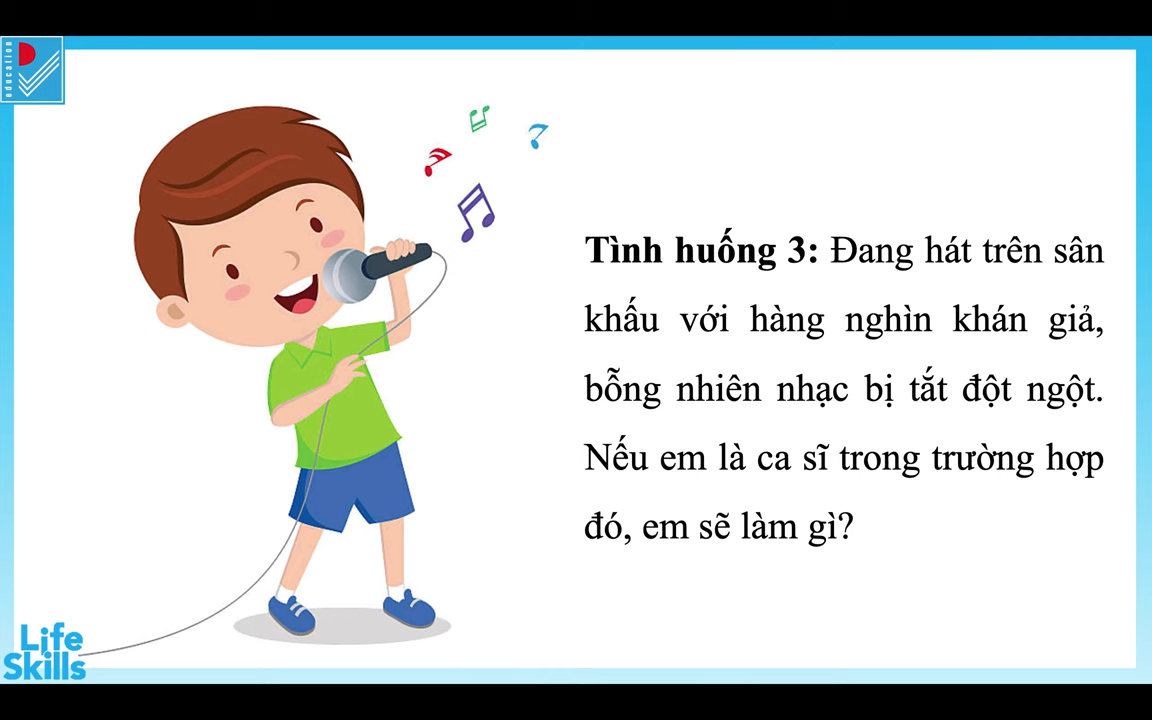 education
Tình huống 3: Đang hát trên sân
khấu với hàng nghìn khán giả,
bỗng nhiên nhạc bị tắt đột ngột.
Nếu em là ca sĩ trong trường hợp
đó, em sẽ làm gì?
Life
Skills